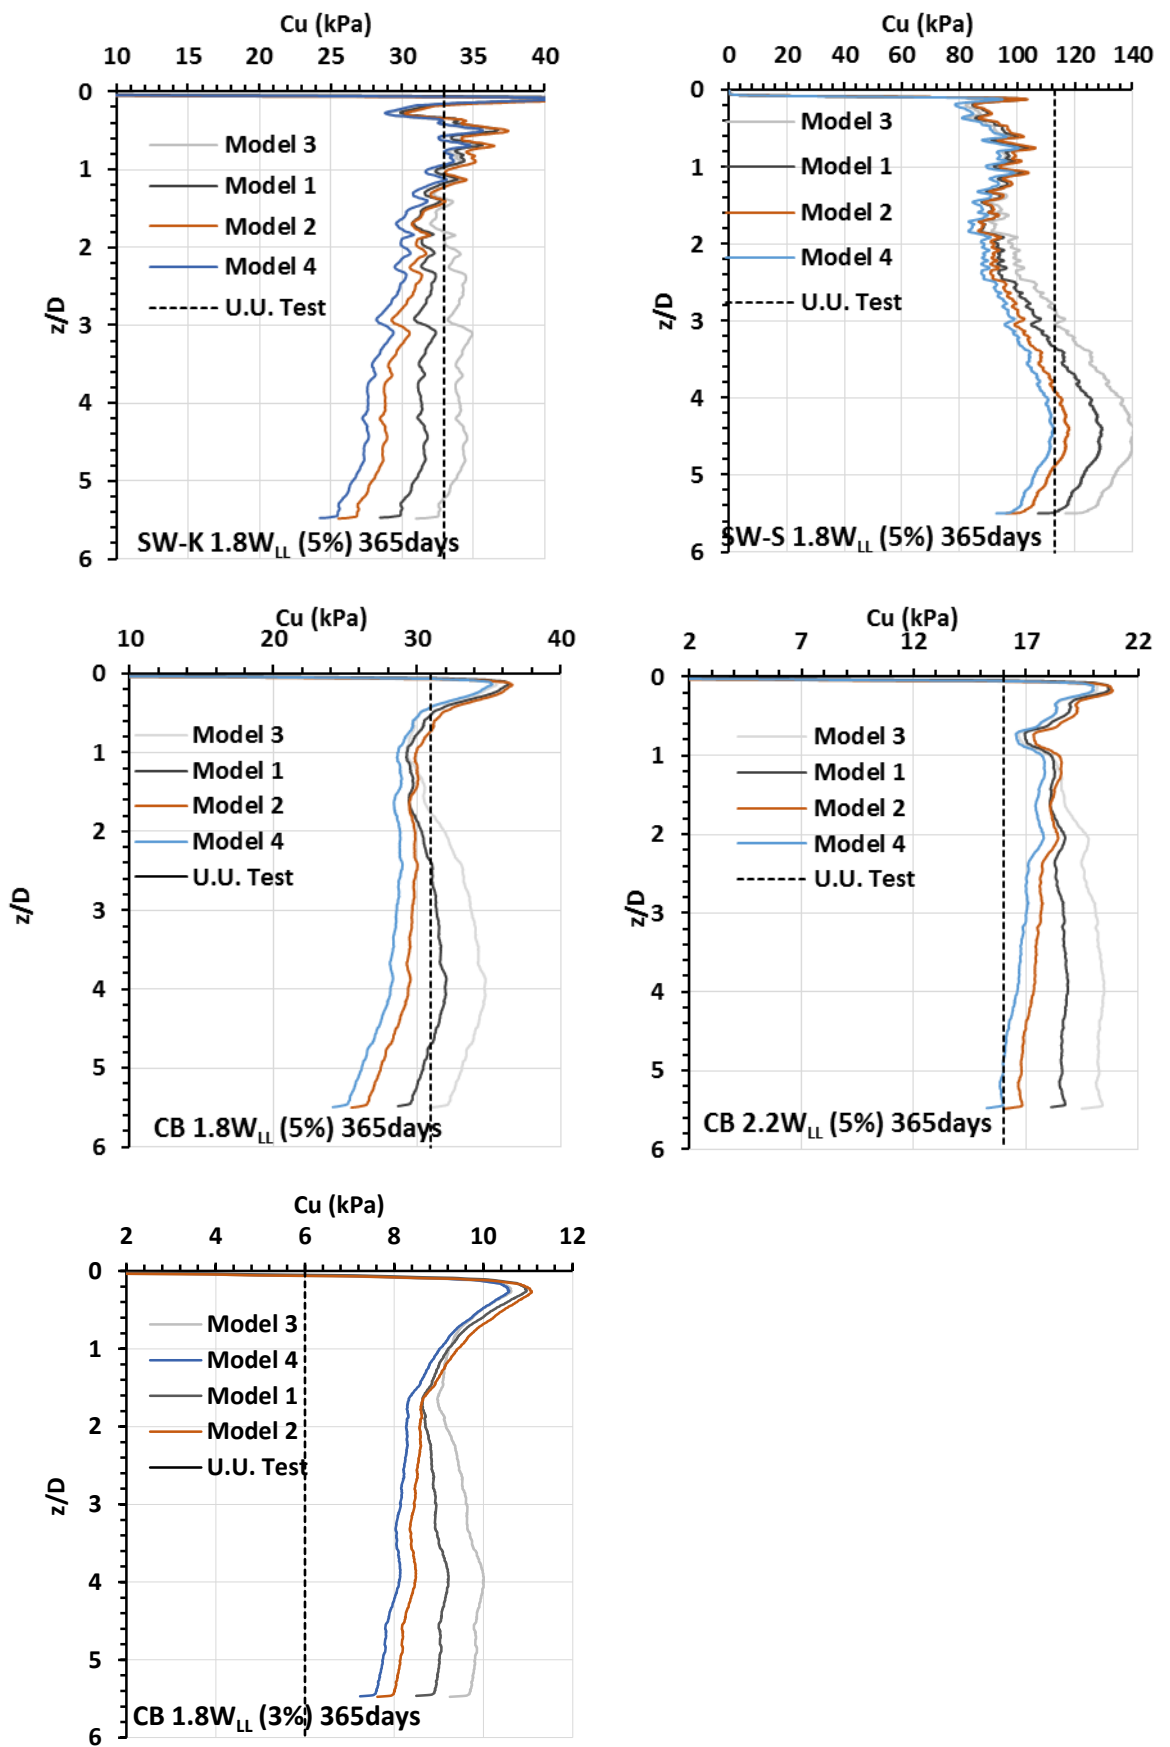 Cu (kPa)
10 15 20 25 30 35 40
0
1
2
3
4
5
6
z/D
Model 3
Model 1
Model 2
Model 4
U.U. Test
SW-K 1.8W_LL (5%) 365days
Cu (kPa)
0 20 40 60 80 100 120 140
0
1
2
3
4
5
6
z/D
Model 3
Model 1
Model 2
Model 4
U.U. Test
SW-S 1.8W_LL (5%) 365days
Cu (kPa)
10 20 30 40
0
1
2
3
4
5
6
z/D
Model 3
Model 1
Model 2
Model 4
U.U. Test
CB 1.8W_LL (5%) 365days
Cu (kPa)
2 7 12 17 22
0
1
2
3
4
5
6
z/D
Model 3
Model 1
Model 2
Model 4
U.U. Test
CB 2.2W_LL (5%) 365days
Cu (kPa)
2 4 6 8 10 12
0
1
2
3
4
5
6
z/D
Model 3
Model 4
Model 1
Model 2
U.U. Test
CB 1.8W_LL (3%) 365days